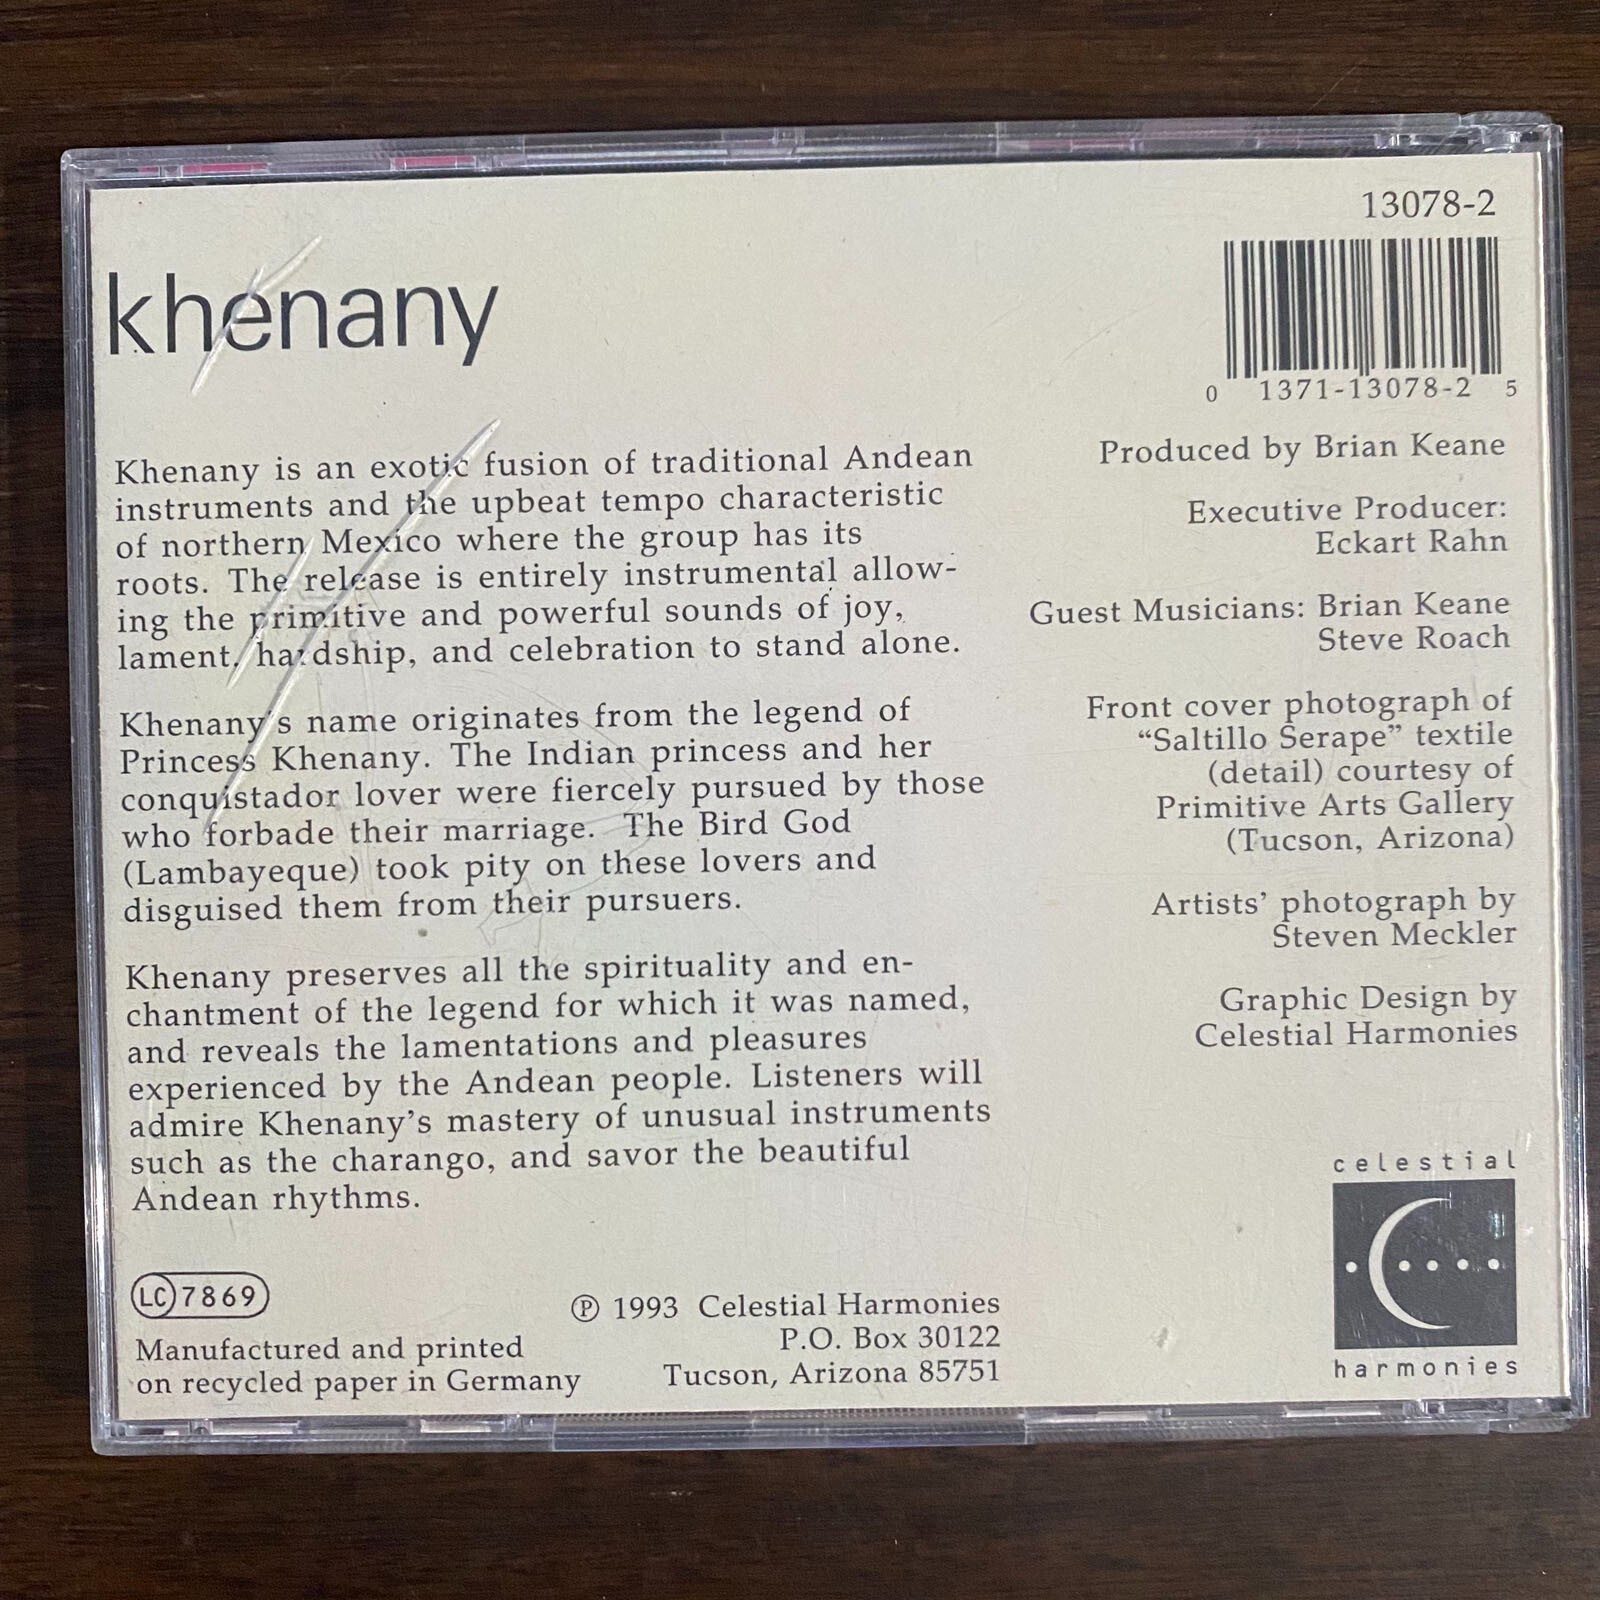 khenany
Khenany is an exotic fusion of traditional Andean
instruments and the upbeat tempo characteristic
of northern Mexico where the group has its
roots. The release is entirely instrumental allow-
ing the primitive and powerful sounds of joy,
lament, hardship, and celebration to stand alone.
Khenany's name originates from the legend of
Princess Khenany. The Indian princess and her
conquistador lover were fiercely pursued by those
who forbade their marriage. The Bird God
(Lambayeque) took pity on these lovers and
disguised them from their pursuers.
Khenany preserves all the spirituality and en-
chantment of the legend for which it was named,
and reveals the lamentations and pleasures
experienced by the Andean people. Listeners will
admire Khenany's mastery of unusual instruments
such as the charango, and savor the beautiful
Andean rhythms.
LC 7869
Manufactured and printed
on recycled paper in Germany
℗ 1993 Celestial Harmonies
P.O. Box 30122
Tucson, Arizona 85751
13078-2
0 1371-13078-2 5
Produced by Brian Keane
Executive Producer:
Eckart Rahn
Guest Musicians: Brian Keane
Steve Roach
Front cover photograph of
“Saltillo Serape” textile
(detail) courtesy of
Primitive Arts Gallery
(Tucson, Arizona)
Artists' photograph by
Steven Meckler
Graphic Design by
Celestial Harmonies
celestial
harmonies